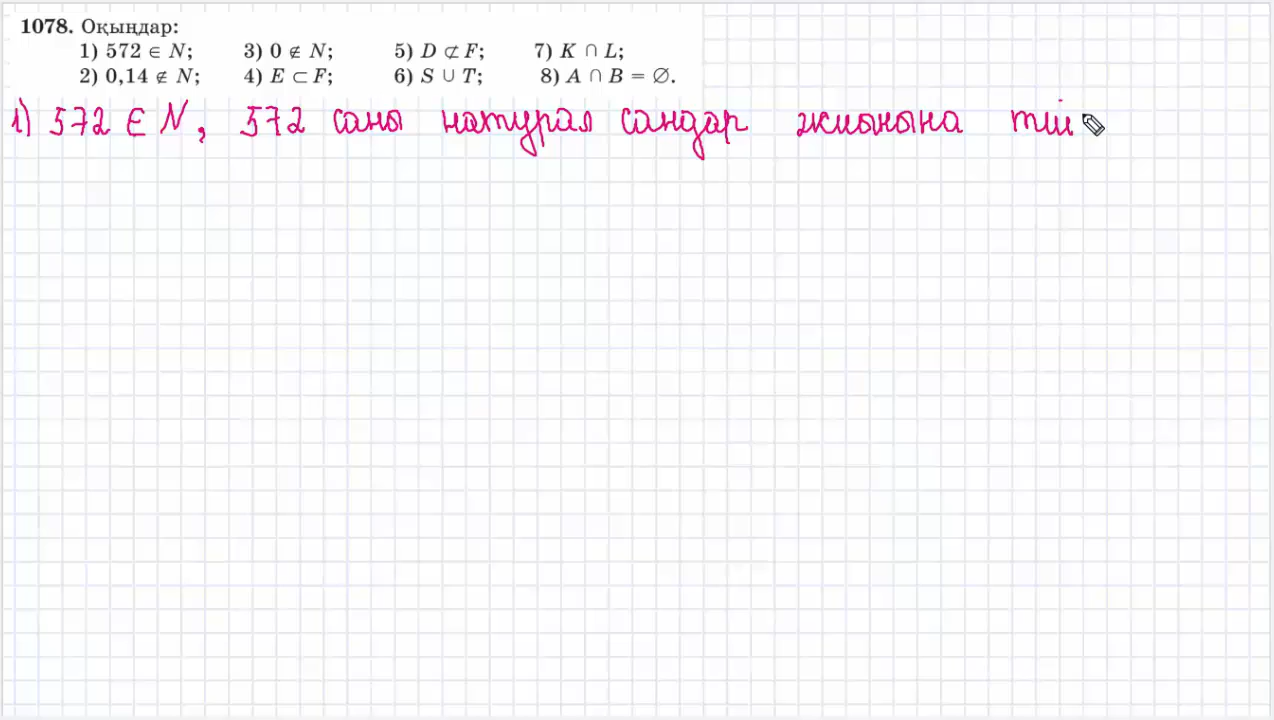 1078. Оқыңдар:
1) 572 ∈ N; 3) 0 ∉ N; 5) D ⊄ F; 7) K ∩ L;
2) 0,14 ∉ N; 4) E ⊂ F; 6) S ∪ T; 8) A ∩ B = ∅.
1) 572 ∈ N, 572 саны натурал сандар жиынына тиі